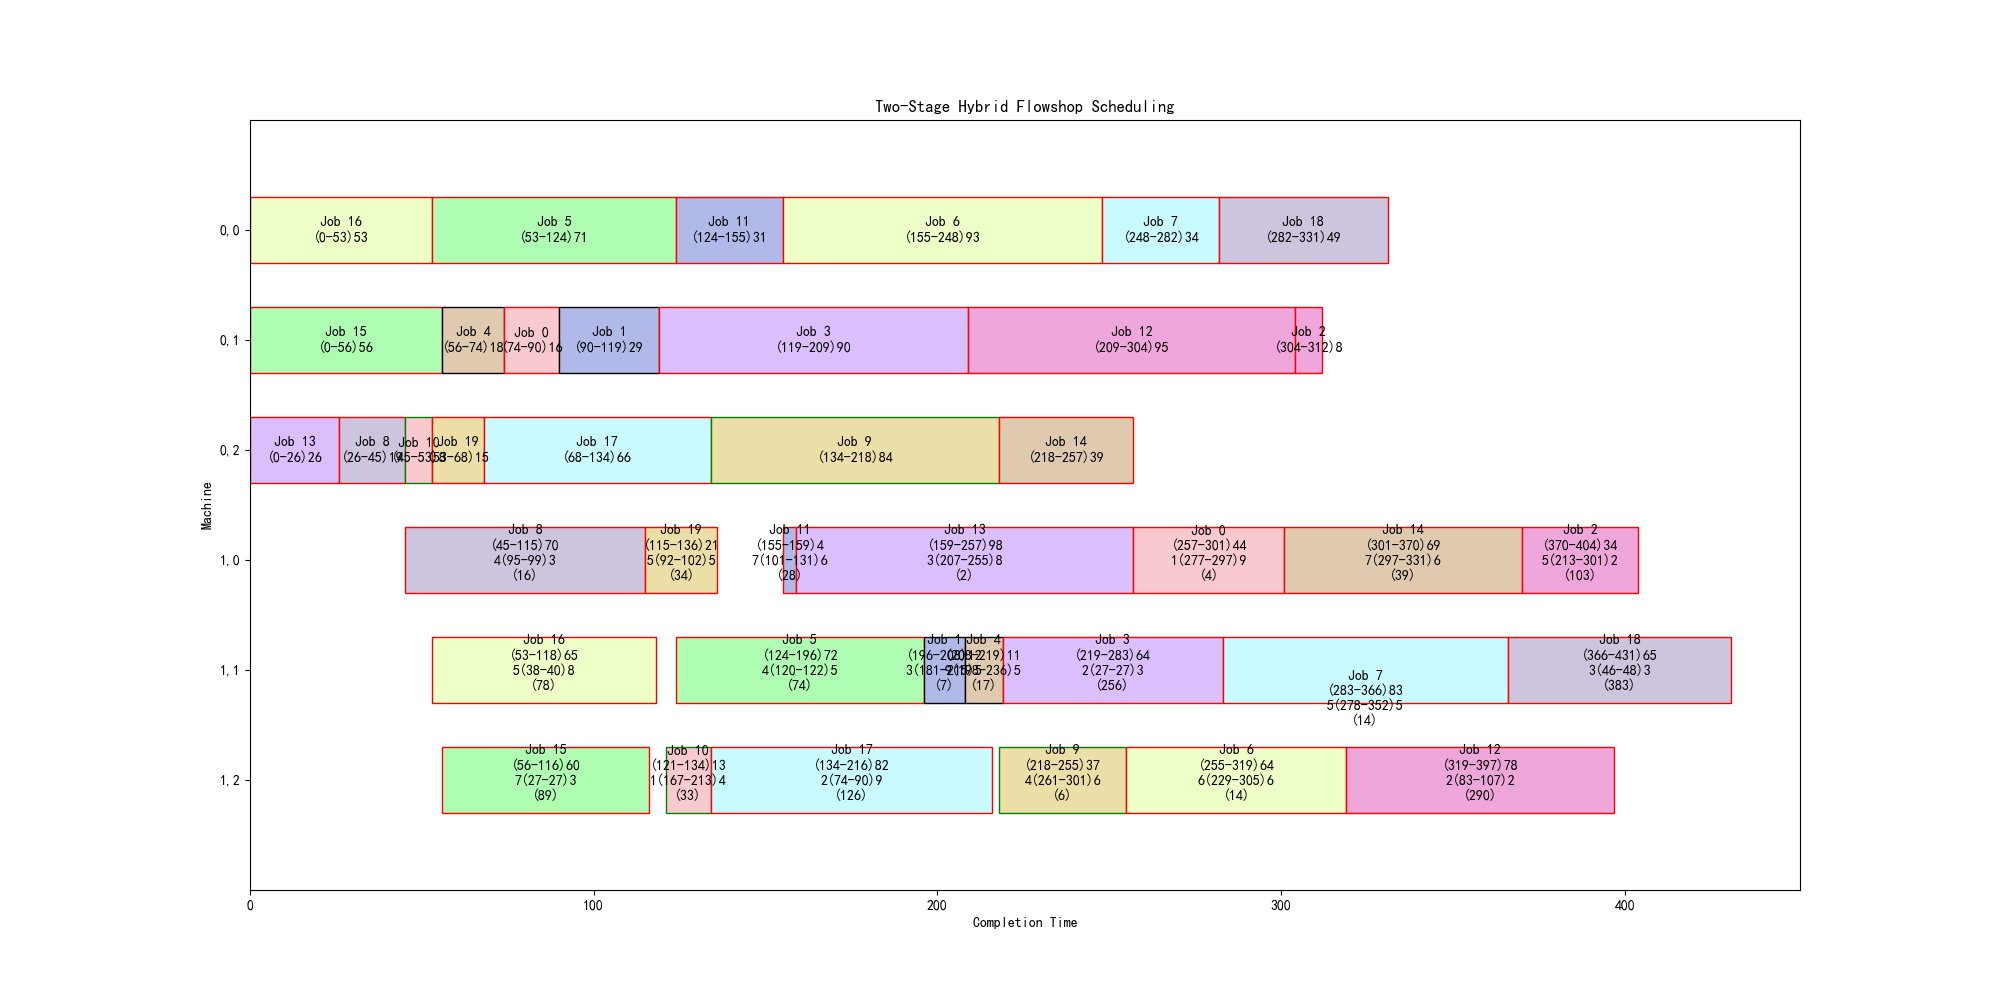 Two-Stage Hybrid Flowshop Scheduling
Machine
0,0
Job 16
(0-53)53
Job 5
(53-124)71
Job 11
(124-155)31
Job 6
(155-248)93
Job 7
(248-282)34
Job 18
(282-331)49
0,1
Job 15
(0-56)56
Job 4
(56-74)18
Job 0
(74-90)16
Job 1
(90-119)29
Job 3
(119-209)90
Job 12
(209-304)95
Job 2
(304-312)8
0,2
Job 13
(0-26)26
Job 8
(26-45)19
Job 10
(45-53)8
Job 19
(53-68)15
Job 17
(68-134)66
Job 9
(134-218)84
Job 14
(218-257)39
1,0
Job 8
(45-115)70
4(95-99)3
(16)
Job 19
(115-136)21
5(92-102)5
(34)
Job 11
(155-159)4
7(101-131)6
(28)
Job 13
(159-257)98
3(207-255)8
(2)
Job 0
(257-301)44
1(277-297)9
(4)
Job 14
(301-370)69
7(297-331)6
(39)
Job 2
(370-404)34
5(213-301)2
(103)
1,1
Job 16
(53-118)65
5(38-40)8
(78)
Job 5
(124-196)72
4(120-122)5
(74)
Job 1
(196-208)12
(7)
Job 4
(208-219)11
(17)
Job 3
(219-283)64
2(27-27)3
(256)
Job 7
(283-366)83
5(278-352)5
(14)
Job 18
(366-431)65
3(46-48)3
(383)
1,2
Job 15
(56-116)60
7(27-27)3
(89)
Job 10
(121-134)13
1(167-213)4
(33)
Job 17
(134-216)82
2(74-90)9
(126)
Job 9
(218-255)37
4(261-301)6
(6)
Job 6
(255-319)64
6(229-305)6
(14)
Job 12
(319-397)78
2(83-107)2
(290)
0
100
200
300
400
Completion Time